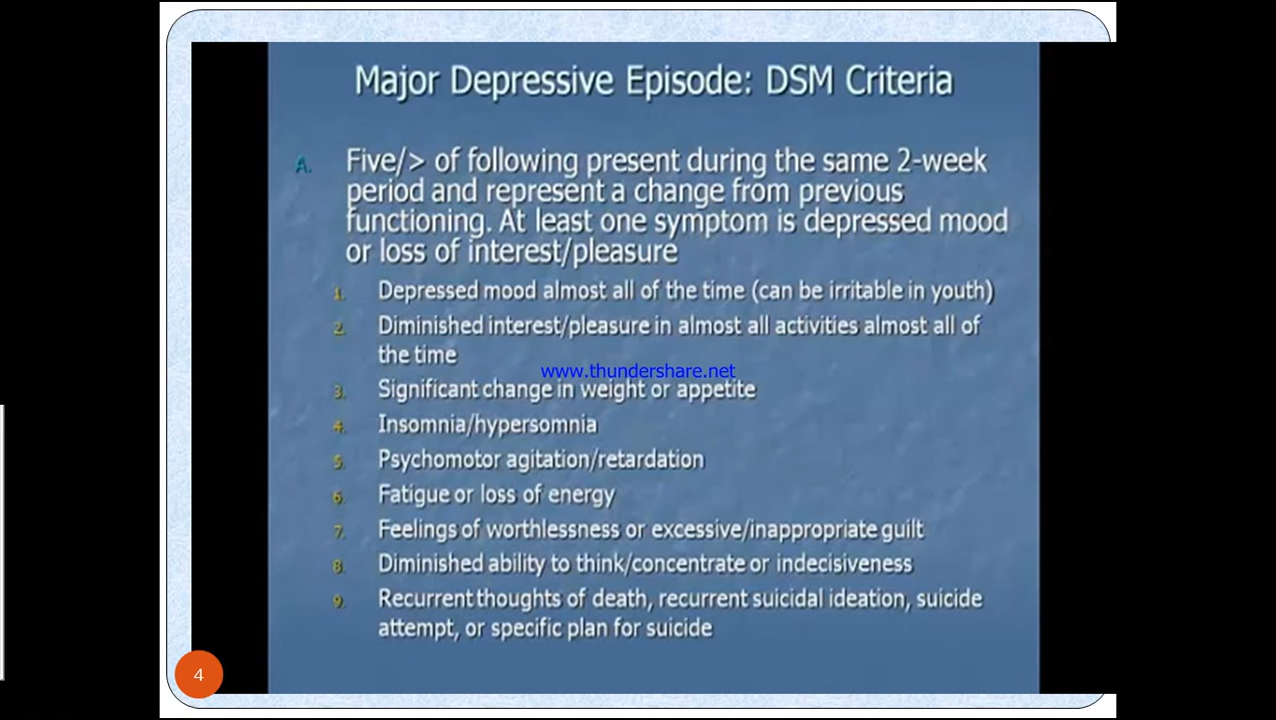 Major Depressive Episode: DSM Criteria
A. Five/> of following present during the same 2-week
period and represent a change from previous
functioning. At least one symptom is depressed mood
or loss of interest/pleasure
1. Depressed mood almost all of the time (can be irritable in youth)
2. Diminished interest/pleasure in almost all activities almost all of
the time
www.thundershare.net
3. Significant change in weight or appetite
4. Insomnia/hypersomnia
5. Psychomotor agitation/retardation
6. Fatigue or loss of energy
7. Feelings of worthlessness or excessive/inappropriate guilt
8. Diminished ability to think/concentrate or indecisiveness
9. Recurrent thoughts of death, recurrent suicidal ideation, suicide
attempt, or specific plan for suicide
4